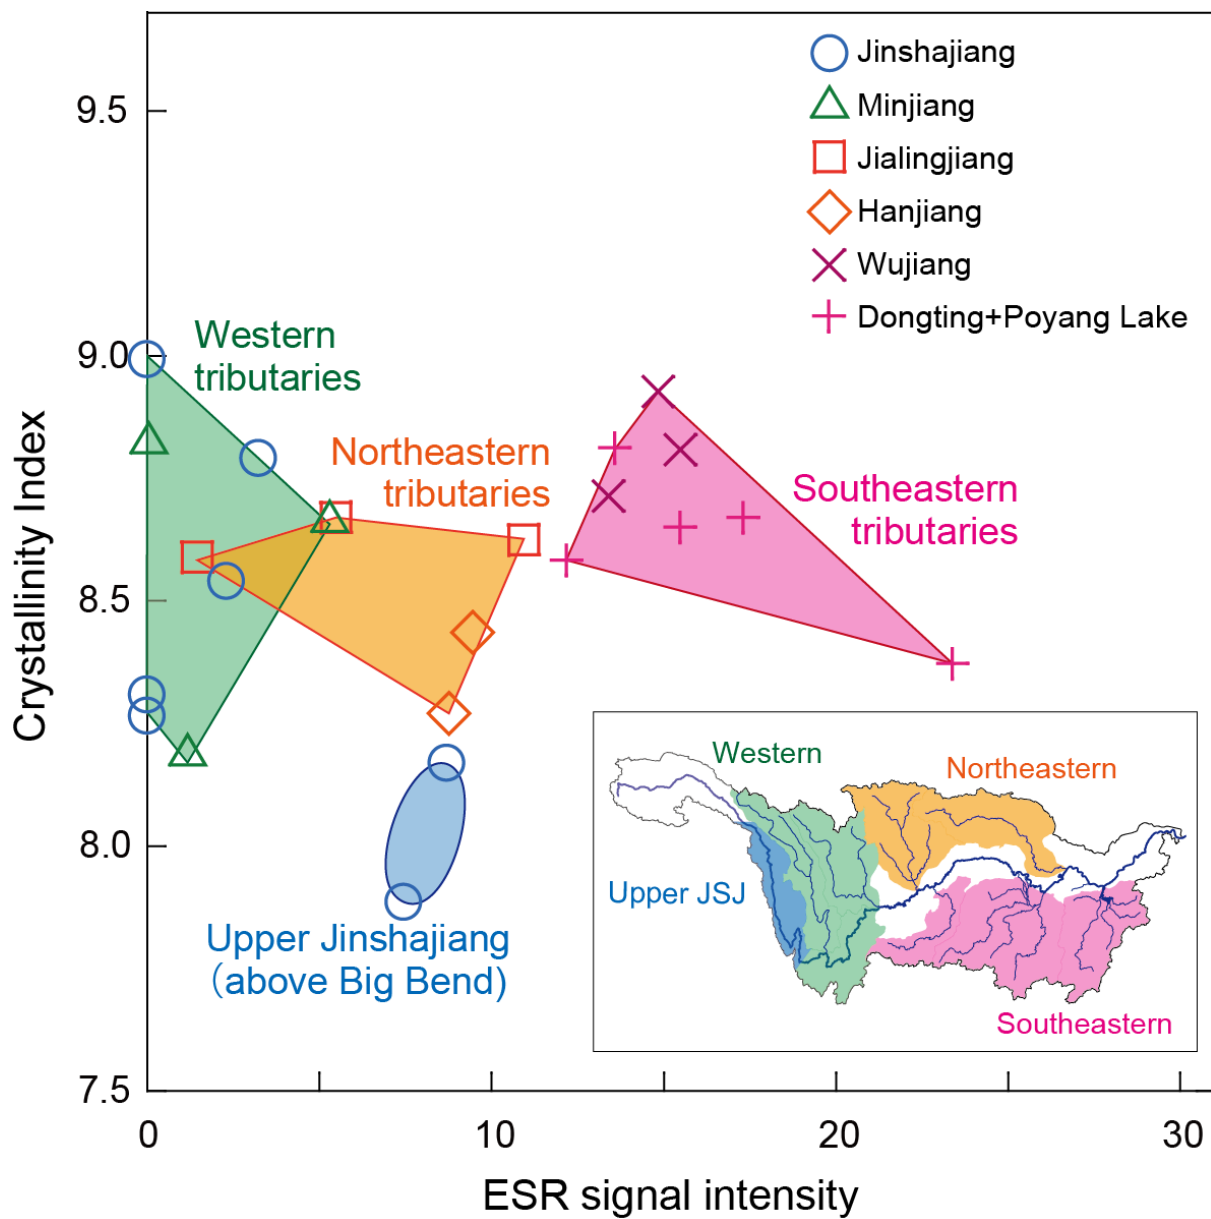 Jinshajiang
Minjiang
Jialingjiang
Hanjiang
Wujiang
Dongting+Poyang Lake
9.5
9.0
8.5
8.0
7.5
Crystallinity Index
Western
tributaries
Northeastern
tributaries
Southeastern
tributaries
Upper Jinshajiang
(above Big Bend)
Western
Northeastern
Upper JSJ
Southeastern
0
10
20
30
ESR signal intensity